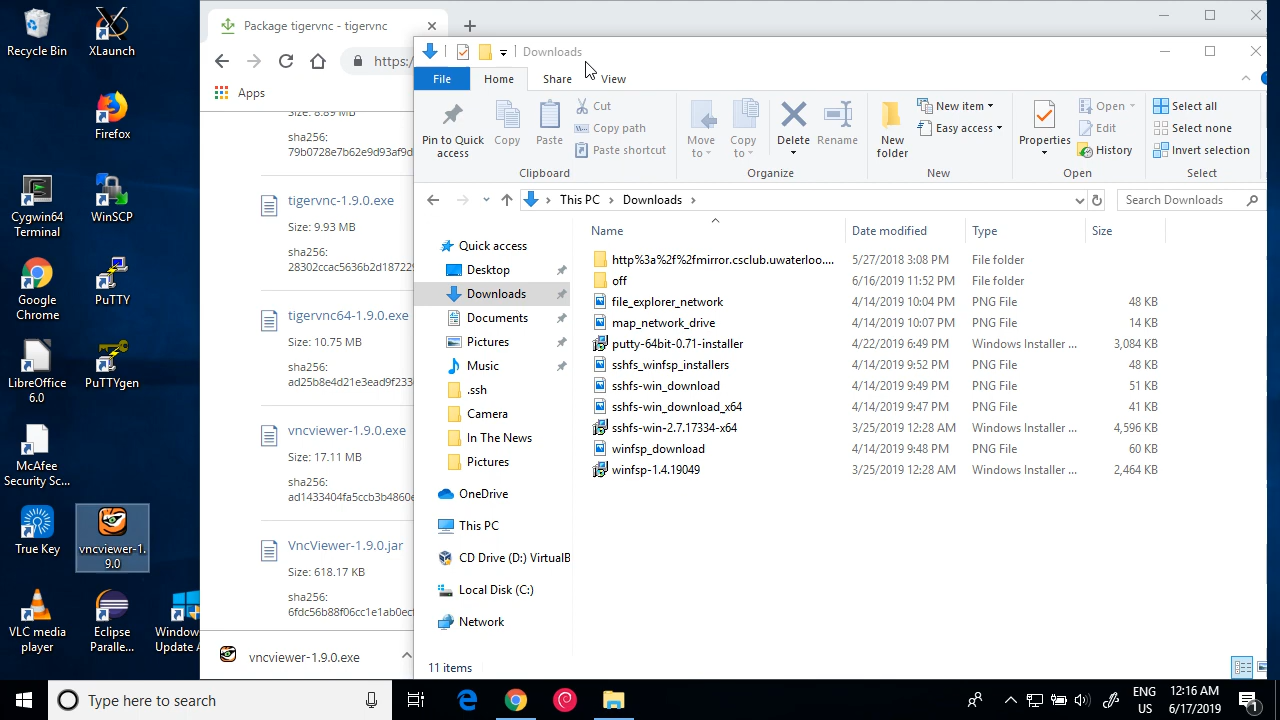 Recycle Bin
XLaunch
Firefox
Cygwin64
Terminal
WinSCP
Google
Chrome
PuTTY
LibreOffice
6.0
PuTTYgen
McAfee
Security Sc...
True Key
vncviewer-1.
9.0
VLC media
player
Eclipse
Paralle...
Window
Update A
Package tigervnc - tigervnc
https:/
Apps
Size: 8.89 MB
sha256:
79b0728e7b62e9d93af9d
tigervnc-1.9.0.exe
Size: 9.93 MB
sha256:
28302ccac5636b2d187229
tigervnc64-1.9.0.exe
Size: 10.75 MB
sha256:
ad25b8e4d21e3ead9f233
vncviewer-1.9.0.exe
Size: 17.11 MB
sha256:
ad1433404fa5ccb3b4860e
VncViewer-1.9.0.jar
Size: 618.17 KB
sha256:
6fdc56b88f06cc1e1ab0ec
vncviewer-1.9.0.exe
Downloads
File
Home
Share
View
Pin to Quick
access
Copy
Paste
Cut
Copy path
Paste shortcut
Clipboard
Move
to
Copy
to
Delete
Rename
Organize
New
folder
New item
Easy access
New
Properties
Open
Edit
History
Open
Select all
Select none
Invert selection
Select
This PC
Downloads
Search Downloads
Quick access
Desktop
Downloads
Documents
Pictures
Music
.ssh
Camera
In The News
Pictures
OneDrive
This PC
CD Drive (D:) VirtualB
Local Disk (C:)
Network
Name Date modified Type Size
http%3a%2f%2fmirror.csclub.uwaterloo.... 5/27/2018 3:08 PM File folder
off 6/16/2019 11:52 PM File folder
file_explorer_network 4/14/2019 10:04 PM PNG File 48 KB
map_network_drive 4/14/2019 10:07 PM PNG File 14 KB
putty-64bit-0.71-installer 4/22/2019 6:49 PM Windows Installer ... 3,084 KB
sshfs_winfsp_installers 4/14/2019 9:52 PM PNG File 48 KB
sshfs-win_download 4/14/2019 9:49 PM PNG File 51 KB
sshfs-win_download_x64 4/14/2019 9:47 PM PNG File 41 KB
sshfs-win-2.7.17334-x64 3/25/2019 12:28 AM Windows Installer ... 4,596 KB
winfsp_download 4/14/2019 9:48 PM PNG File 60 KB
winfsp-1.4.19049 3/25/2019 12:28 AM Windows Installer ... 2,464 KB
11 items
Type here to search
ENG
US
12:16 AM
6/17/2019
1